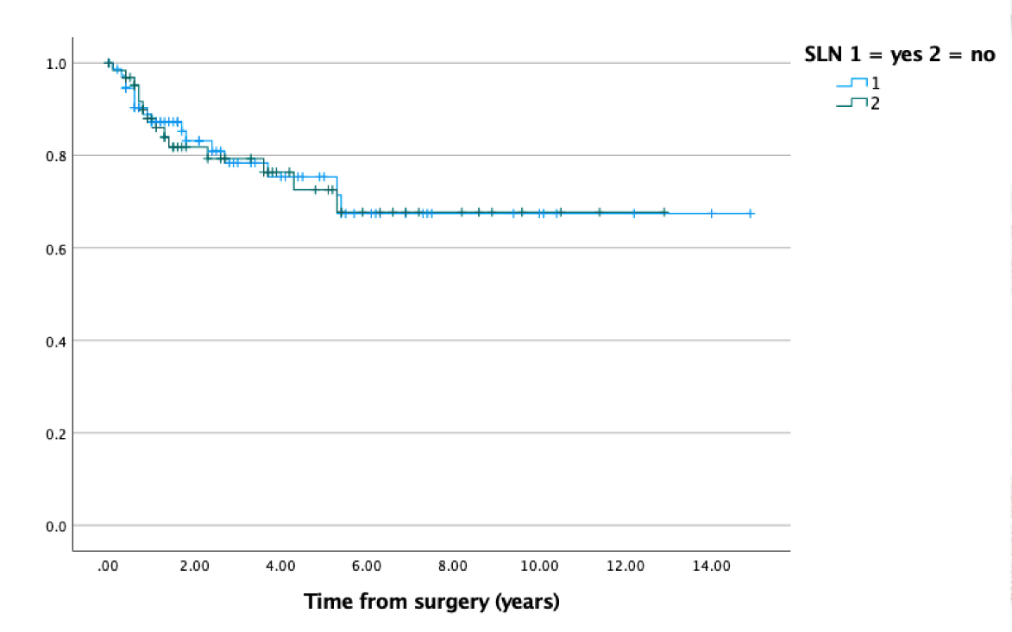 SLN 1 = yes 2 = no
1
2
1.0
0.8
0.6
0.4
0.2
0.0
.00 2.00 4.00 6.00 8.00 10.00 12.00 14.00
Time from surgery (years)